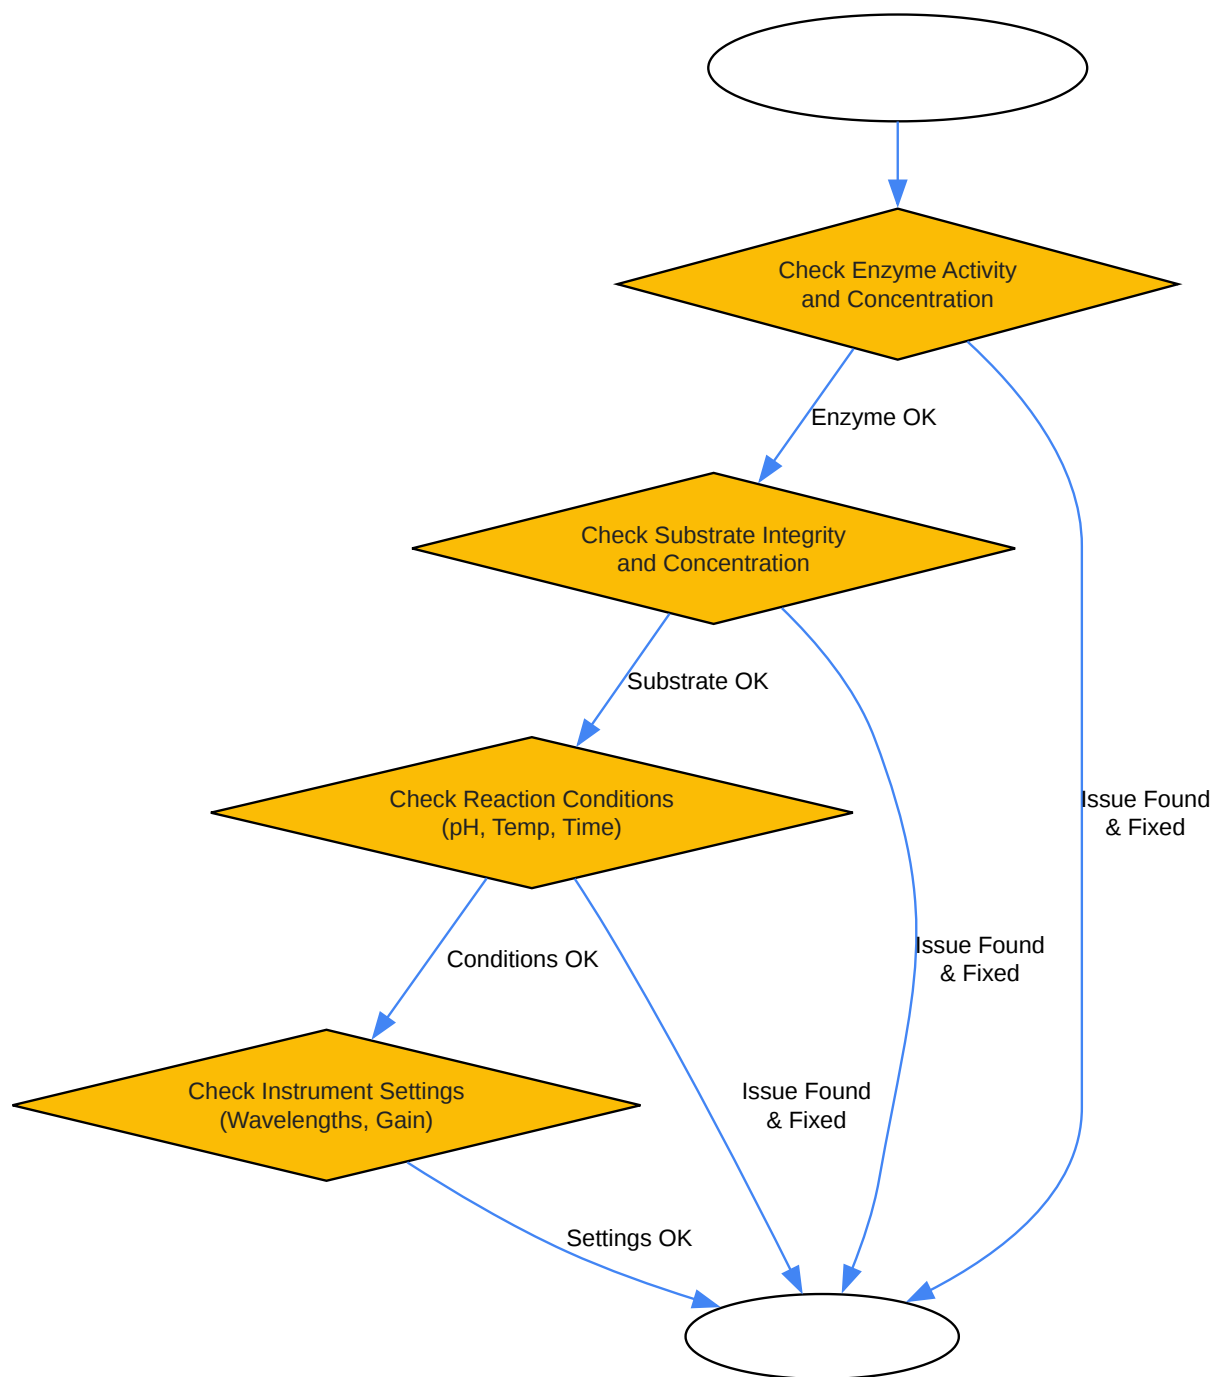 Check Enzyme Activity
and Concentration
Enzyme OK
Check Substrate Integrity
and Concentration
Substrate OK
Check Reaction Conditions
(pH, Temp, Time)
Issue Found
& Fixed
Issue Found
& Fixed
Conditions OK
Check Instrument Settings
(Wavelengths, Gain)
Issue Found
& Fixed
Settings OK